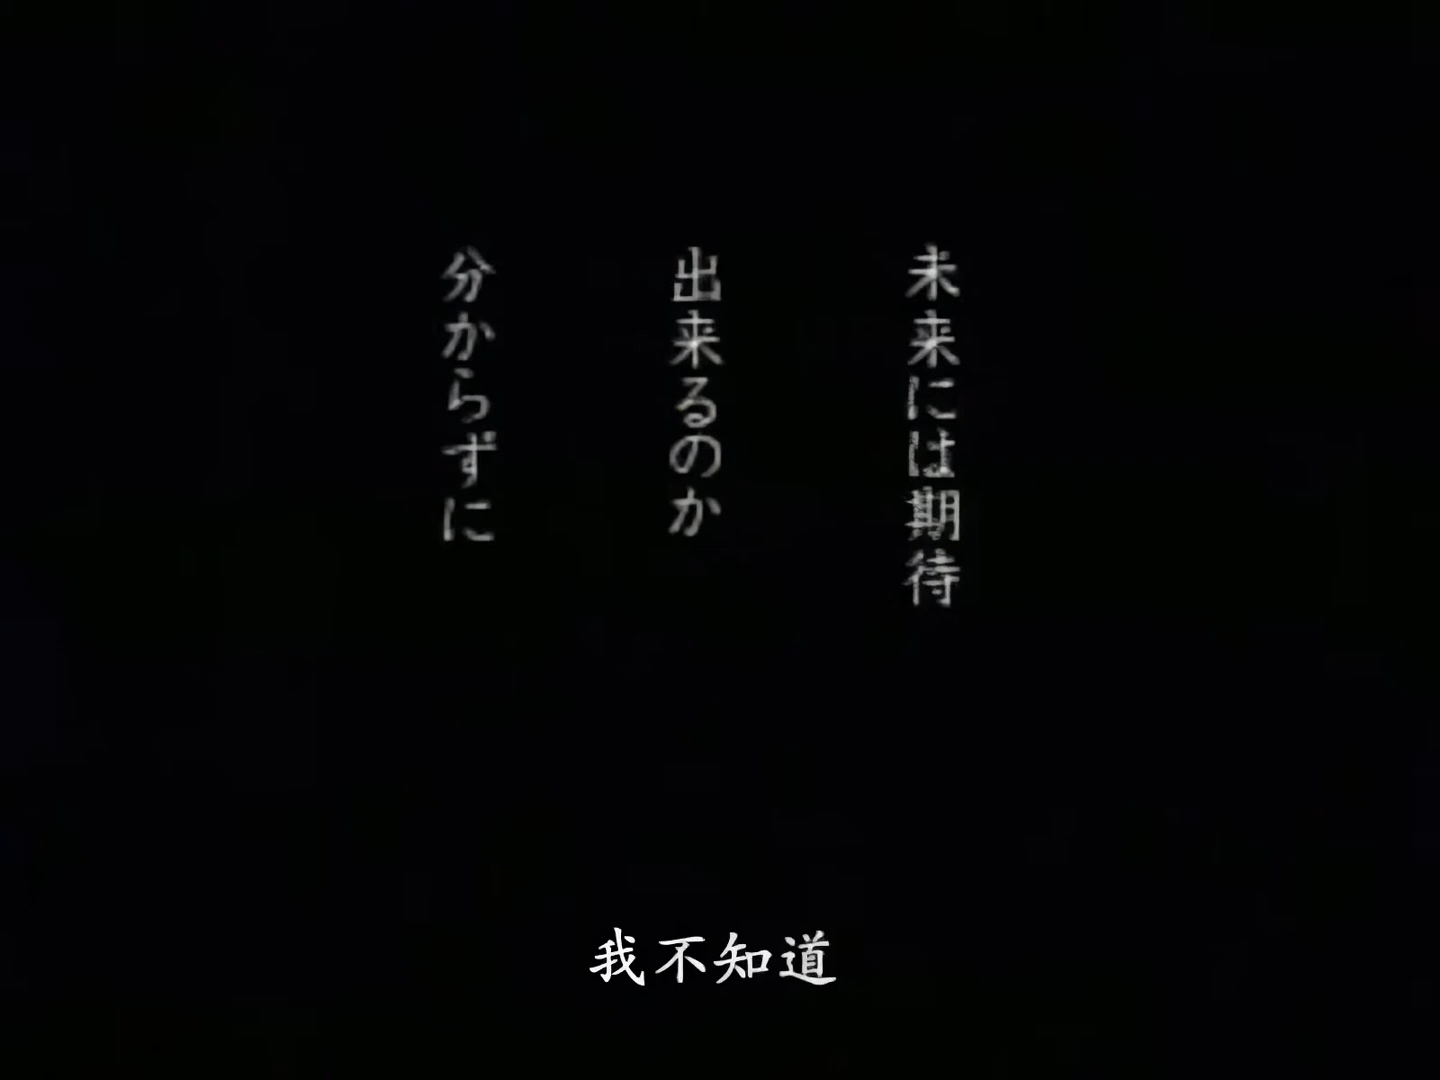 未来には期待
出来るのか
分からずに
我不知道